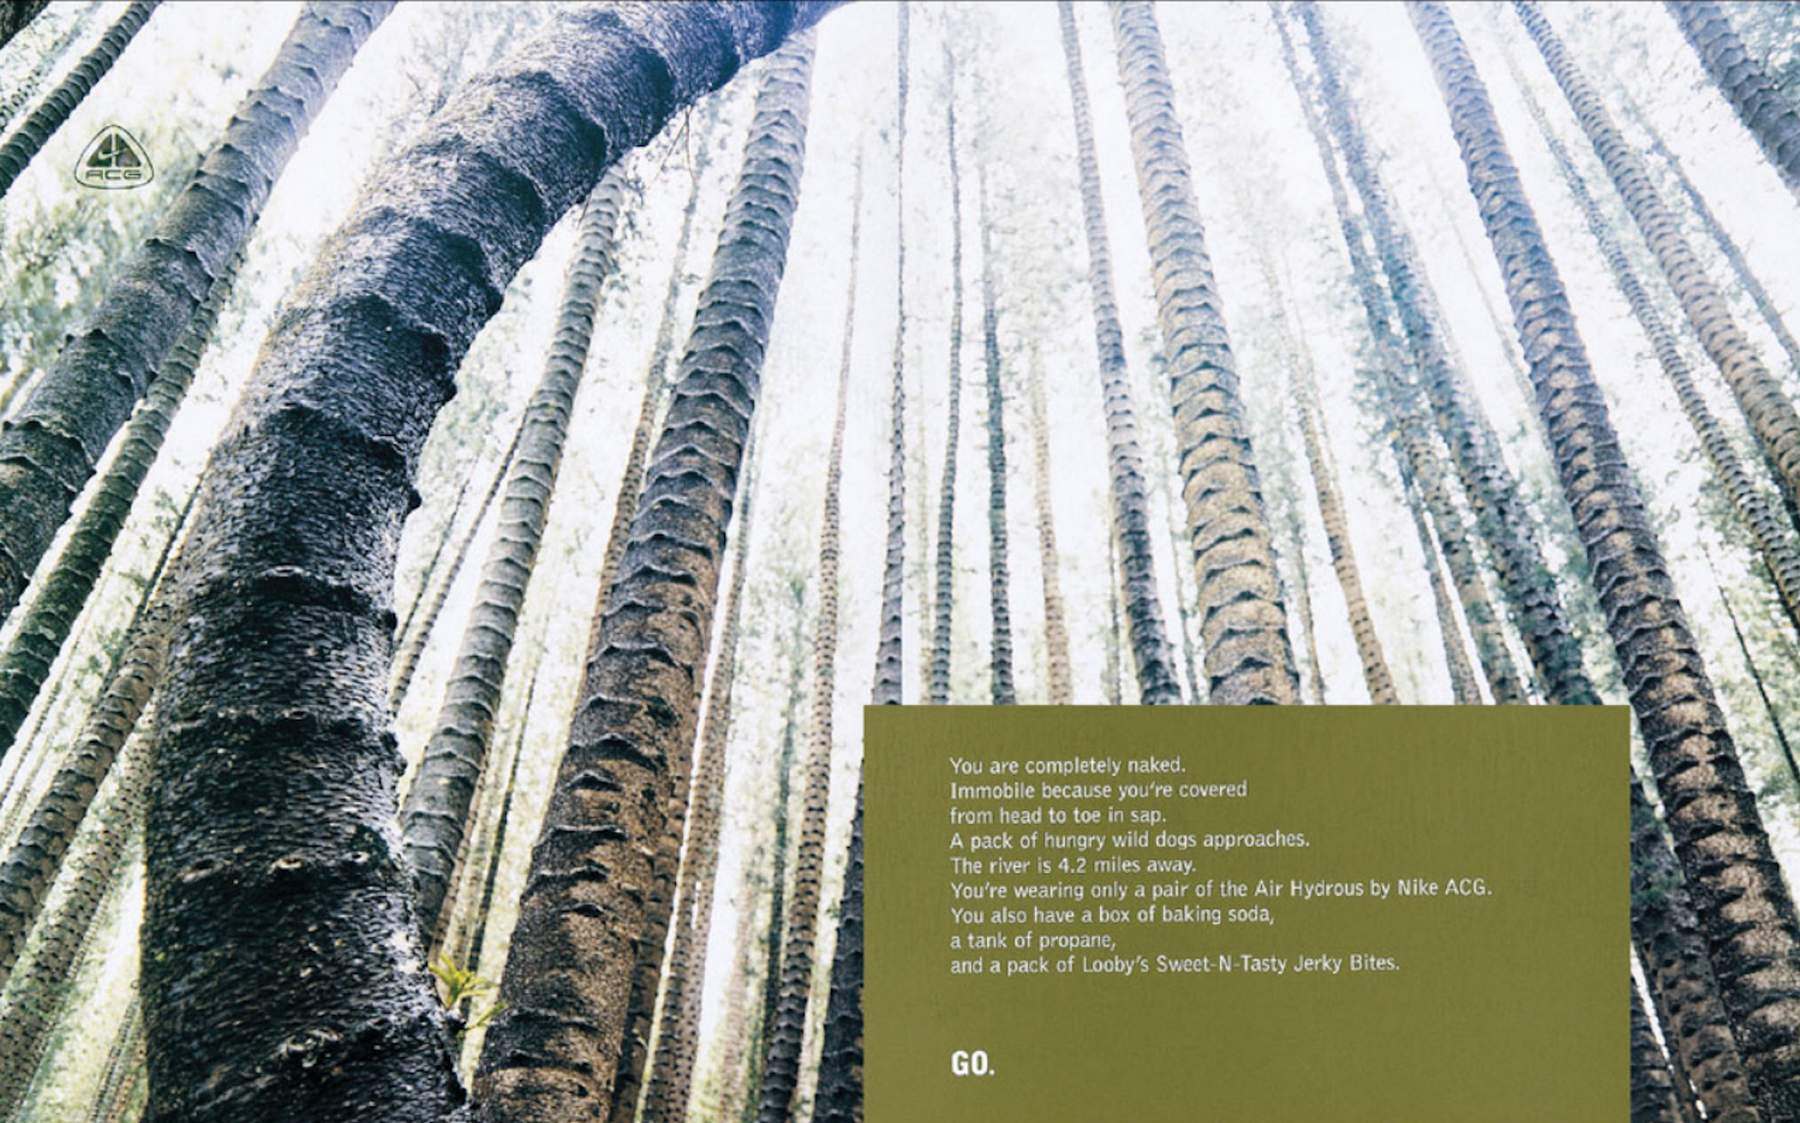 ACG
You are completely naked.
Immobile because you're covered
from head to toe in sap.
A pack of hungry wild dogs approaches.
The river is 4.2 miles away.
You're wearing only a pair of the Air Hydrous by Nike ACG.
You also have a box of baking soda,
a tank of propane,
and a pack of Looby's Sweet-N-Tasty Jerky Bites.
GO.